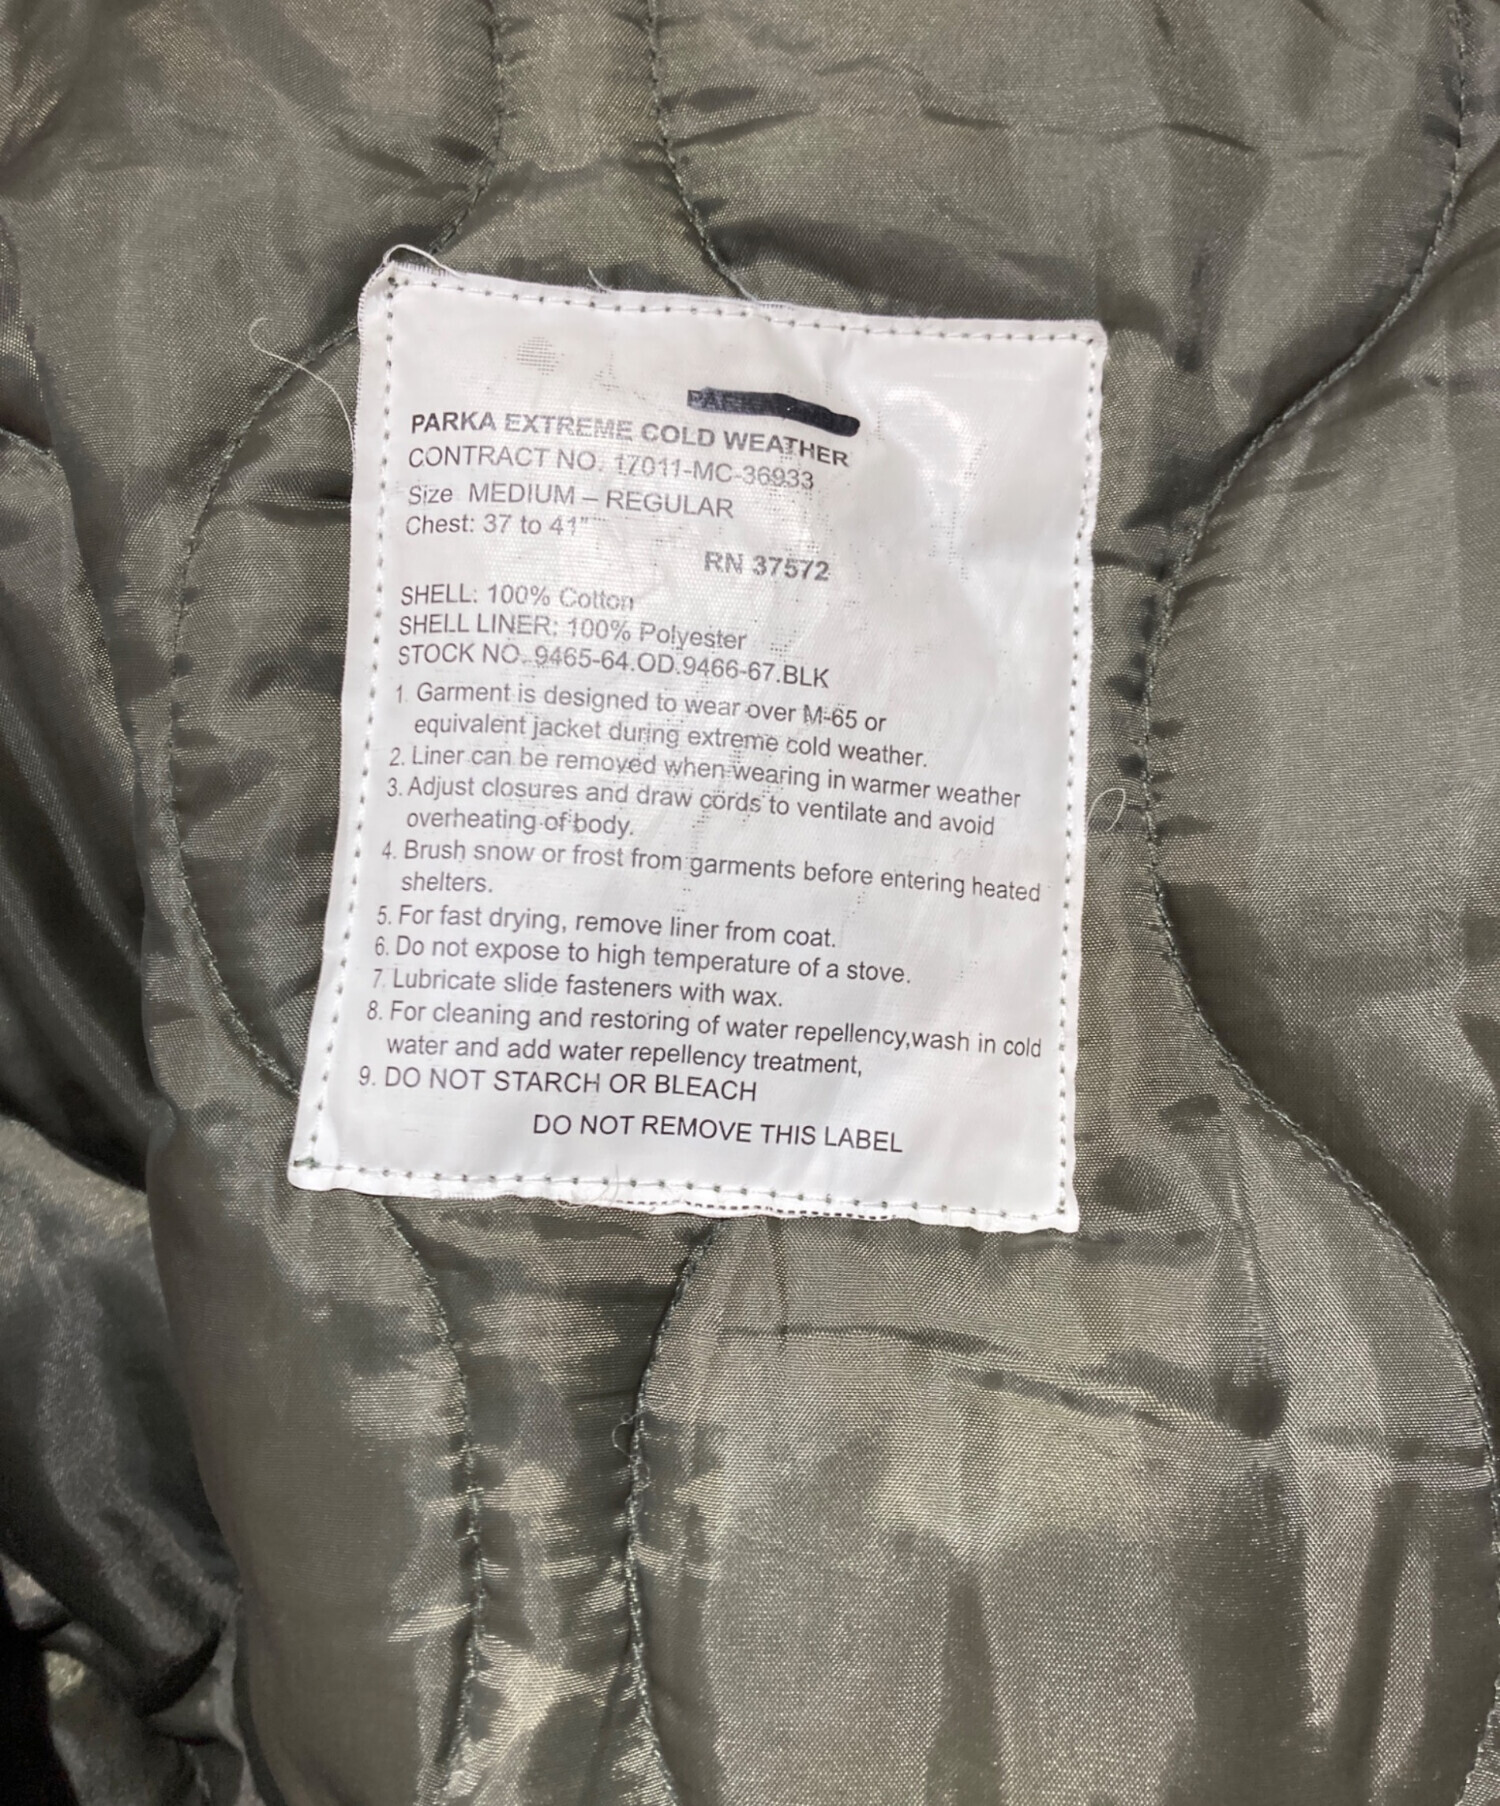 PARKA EXTREME COLD WEATHER
CONTRACT NO. 17011-MC-36933
Size MEDIUM – REGULAR
Chest: 37 to 41"
RN 37572
SHELL: 100% Cotton
SHELL LINER: 100% Polyester
STOCK NO. 9465-64.OD.9466-67.BLK
1. Garment is designed to wear over M-65 or
equivalent jacket during extreme cold weather.
2. Liner can be removed when wearing in warmer weather
3. Adjust closures and draw cords to ventilate and avoid
overheating of body.
4. Brush snow or frost from garments before entering heated
shelters.
5. For fast drying, remove liner from coat.
6. Do not expose to high temperature of a stove.
7. Lubricate slide fasteners with wax.
8. For cleaning and restoring of water repellency,wash in cold
water and add water repellency treatment,
9. DO NOT STARCH OR BLEACH
DO NOT REMOVE THIS LABEL